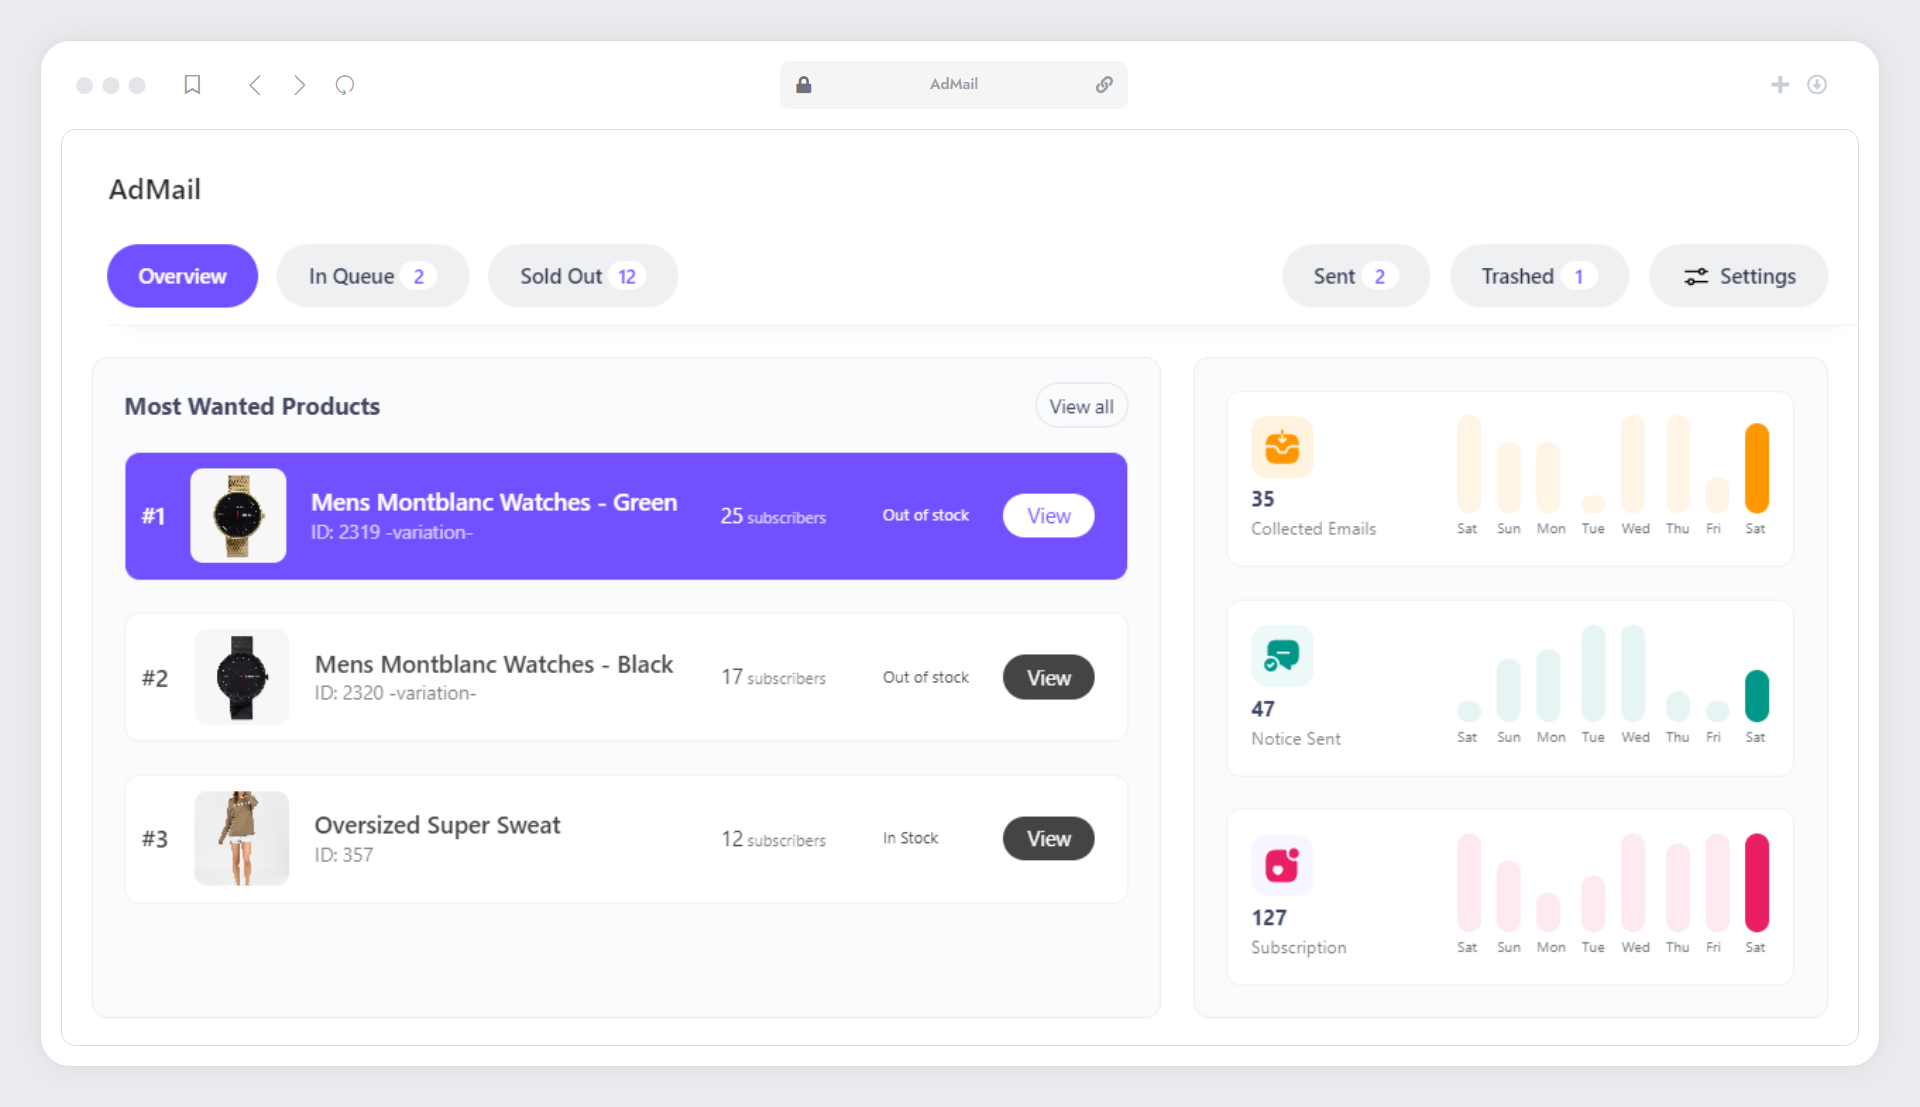 AdMail
AdMail
Overview
In Queue 2
Sold Out 12
Sent 2
Trashed 1
Settings
Most Wanted Products
View all
#1
Mens Montblanc Watches - Green
ID: 2319 -variation-
25 subscribers
Out of stock
View
#2
Mens Montblanc Watches - Black
ID: 2320 -variation-
17 subscribers
Out of stock
View
#3
Oversized Super Sweat
ID: 357
12 subscribers
In Stock
View
35
Collected Emails
Sat Sun Mon Tue Wed Thu Fri Sat
47
Notice Sent
Sat Sun Mon Tue Wed Thu Fri Sat
127
Subscription
Sat Sun Mon Tue Wed Thu Fri Sat